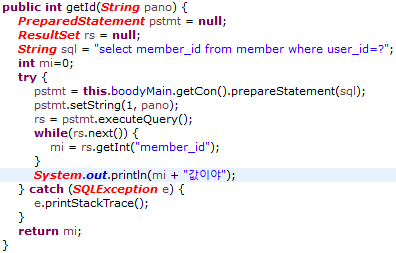 public int getId(String pano) {
PreparedStatement pstmt = null;
ResultSet rs = null;
String sql = "select member_id from member where user_id=?";
int mi=0;
try {
pstmt = this.boodyMain.getCon().prepareStatement(sql);
pstmt.setString(1, pano);
rs = pstmt.executeQuery();
while(rs.next()) {
mi = rs.getInt("member_id");
}
System.out.println(mi + "값이야");
} catch (SQLException e) {
e.printStackTrace();
}
return mi;
}